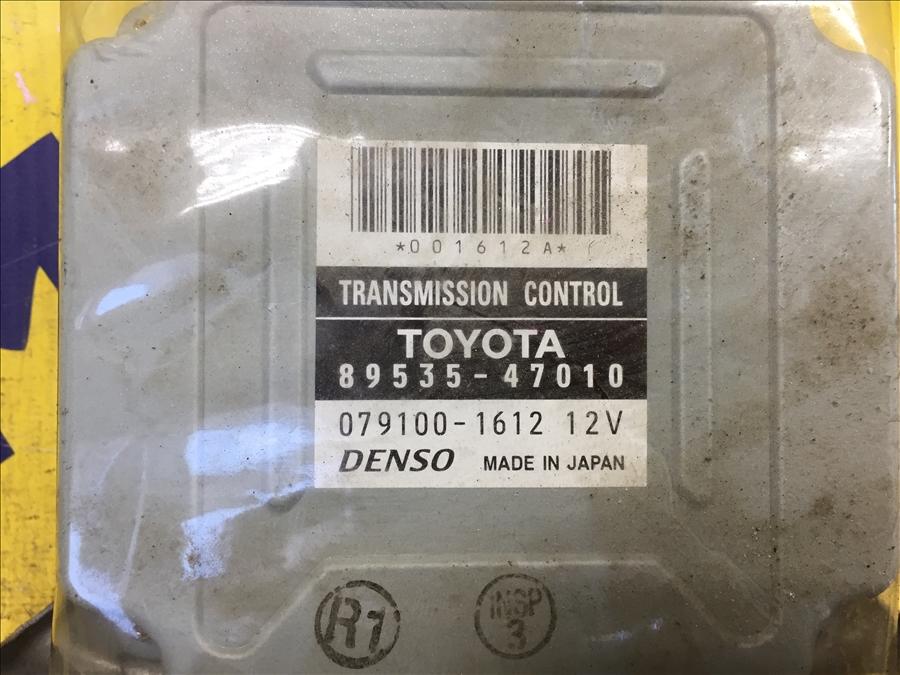 *001612A*
TRANSMISSION CONTROL
TOYOTA
89535-47010
079100-1612 12V
DENSO MADE IN JAPAN
R1
INSP
3